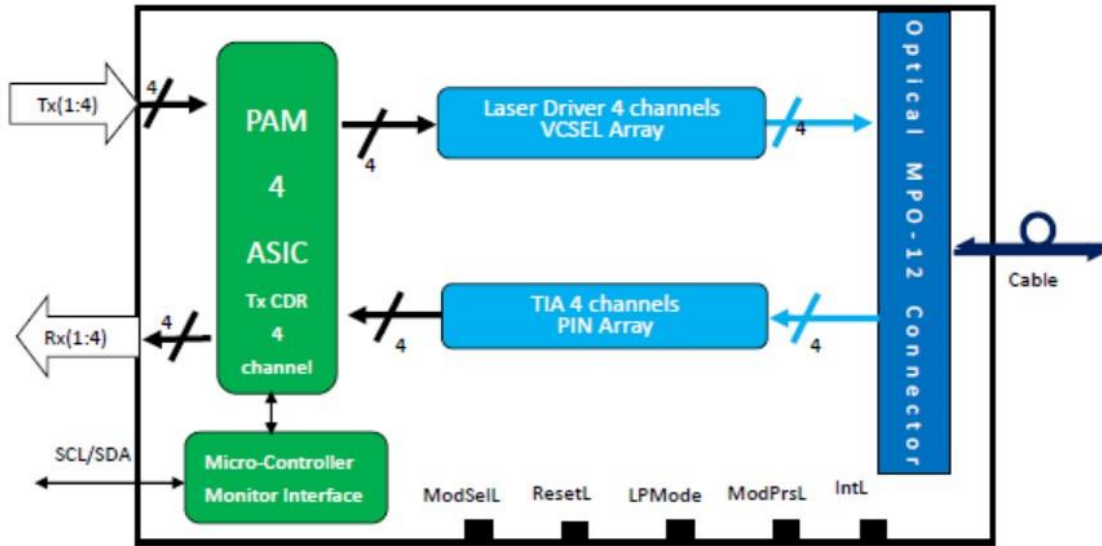 Tx(1:4)
4
PAM
4
ASIC
Tx CDR
4
channel
4
Laser Driver 4 channels
VCSEL Array
4
Optical MPO-12 Connector
Cable
Rx(1:4)
4
4
TIA 4 channels
PIN Array
4
SCL/SDA
Micro-Controller
Monitor Interface
ModSelL
ResetL
LPMode
ModPrsL
IntL